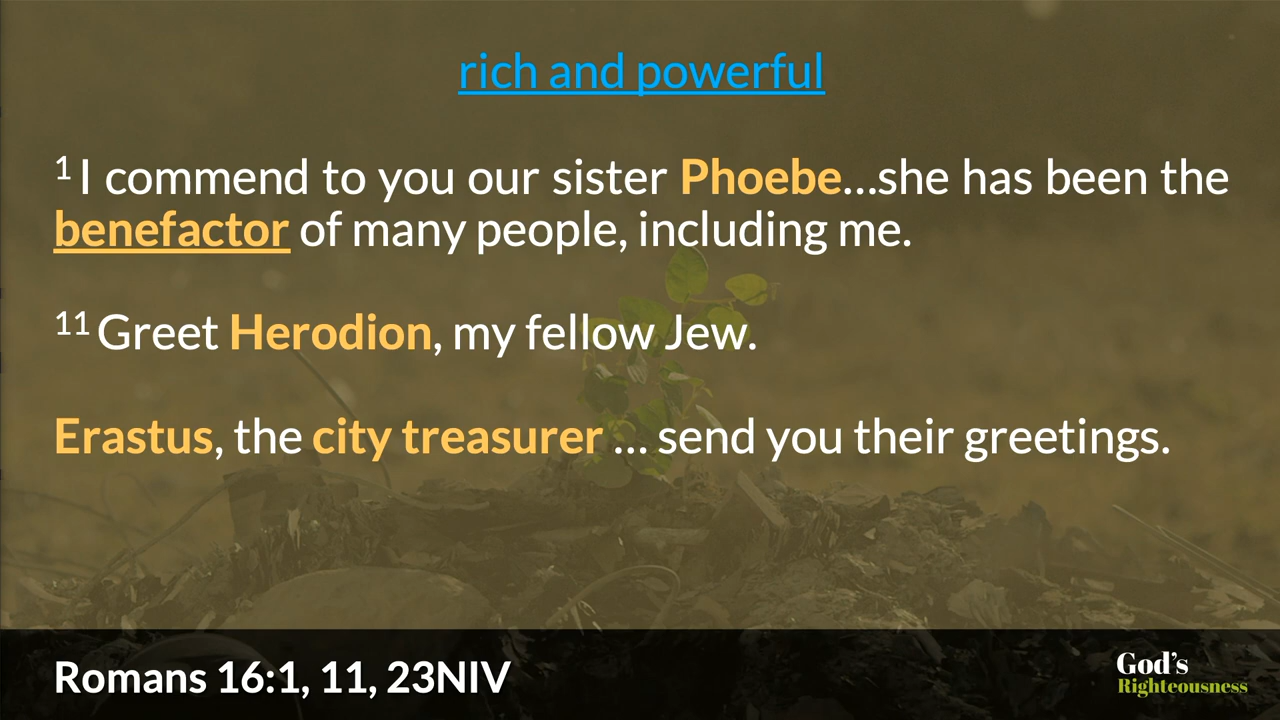 rich and powerful
1 I commend to you our sister Phoebe...she has been the
benefactor of many people, including me.
11 Greet Herodion, my fellow Jew.
Erastus, the city treasurer ... send you their greetings.
Romans 16:1, 11, 23NIV
God's
Righteousness